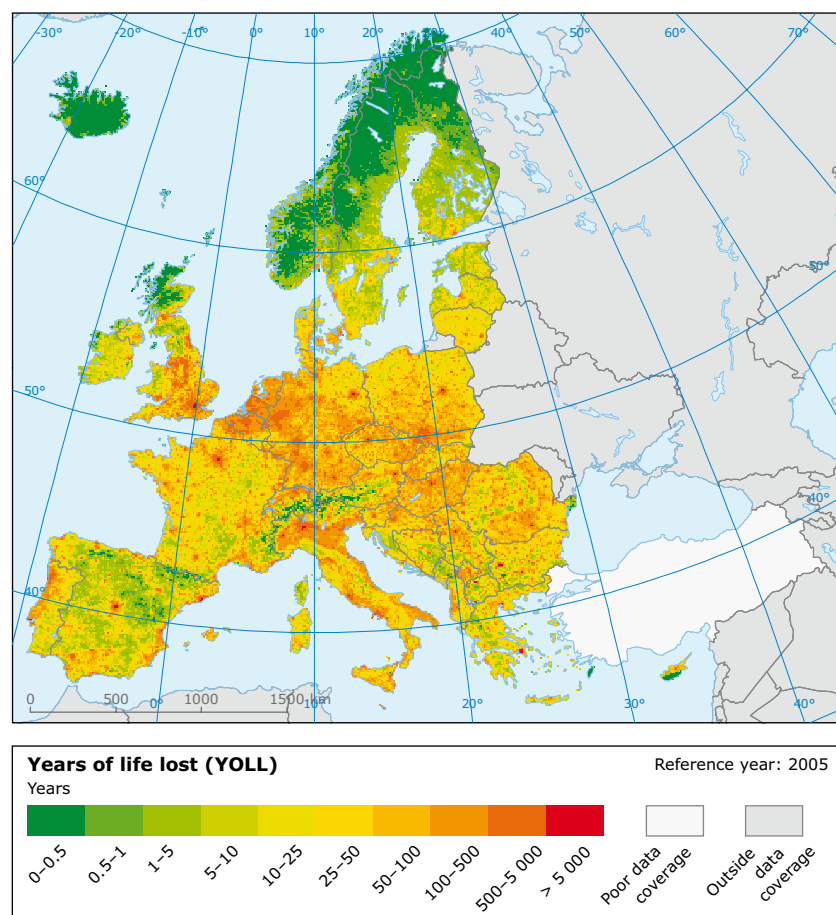 -30° -20° -10° 0° 10° 20° 30° 40° 50° 60° 70°
60°
50°
50°
40°
40°
0 500 1000 1500 km
0° 10° 20° 30° 40°
Years of life lost (YOLL) Reference year: 2005
Years
0–0.5
0.5–1
1–5
5–10
10–25
25–50
50–100
100–500
500–5 000
> 5 000
Poor data
coverage
Outside
data
coverage